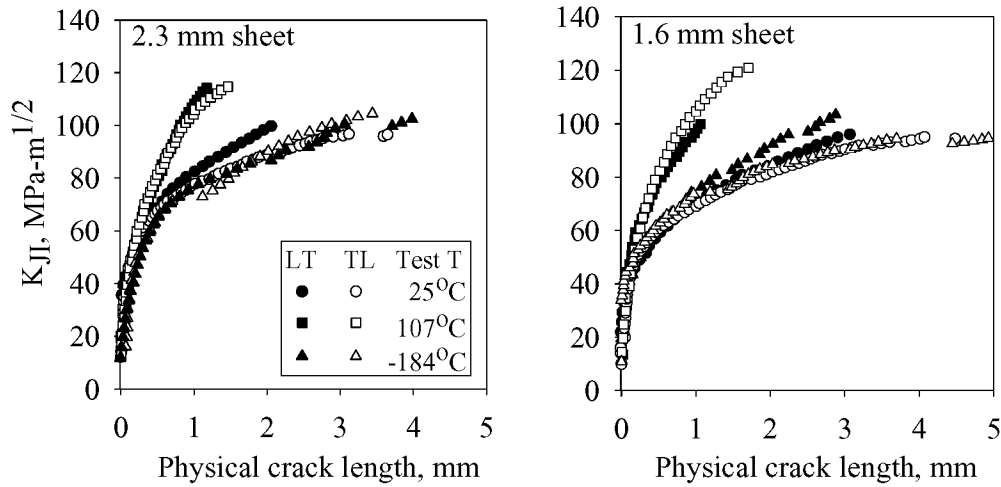 2.3 mm sheet
140
120
100
80
60
40
20
0
K_JI, MPa-m^1/2
LT TL Test T
25°C
107°C
-184°C
0 1 2 3 4 5
Physical crack length, mm
1.6 mm sheet
140
120
100
80
60
40
20
0
0 1 2 3 4 5
Physical crack length, mm